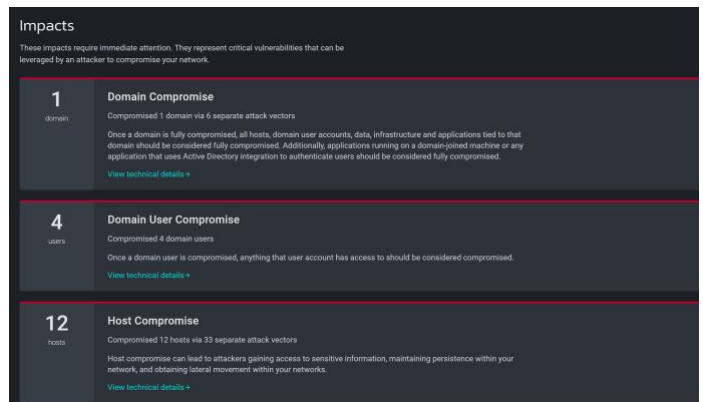 Impacts
These impacts require immediate attention. They represent critical vulnerabilities that can be
leveraged by an attacker to compromise your network.
1
domain
Domain Compromise
Compromised 1 domain via 6 separate attack vectors
Once a domain is fully compromised, all hosts, domain user accounts, data, infrastructure and applications tied to that
domain should be considered fully compromised. Additionally, applications running on a domain-joined machine or any
application that uses Active Directory integration to authenticate users should be considered fully compromised.
View technical details →
4
users
Domain User Compromise
Compromised 4 domain users
Once a domain user is compromised, anything that user account has access to should be considered compromised.
View technical details →
12
hosts
Host Compromise
Compromised 12 hosts via 33 separate attack vectors
Host compromise can lead to attackers gaining access to sensitive information, maintaining persistence within your
network, and obtaining lateral movement within your networks.
View technical details →